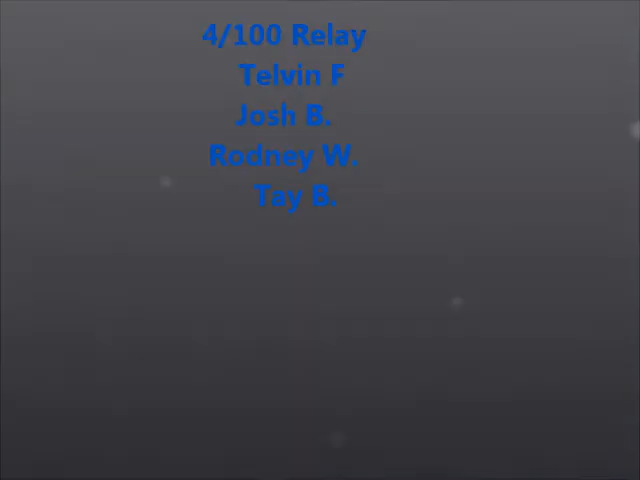 4/100 Relay
Telvin F
Josh B.
Rodney W.
Tay B.